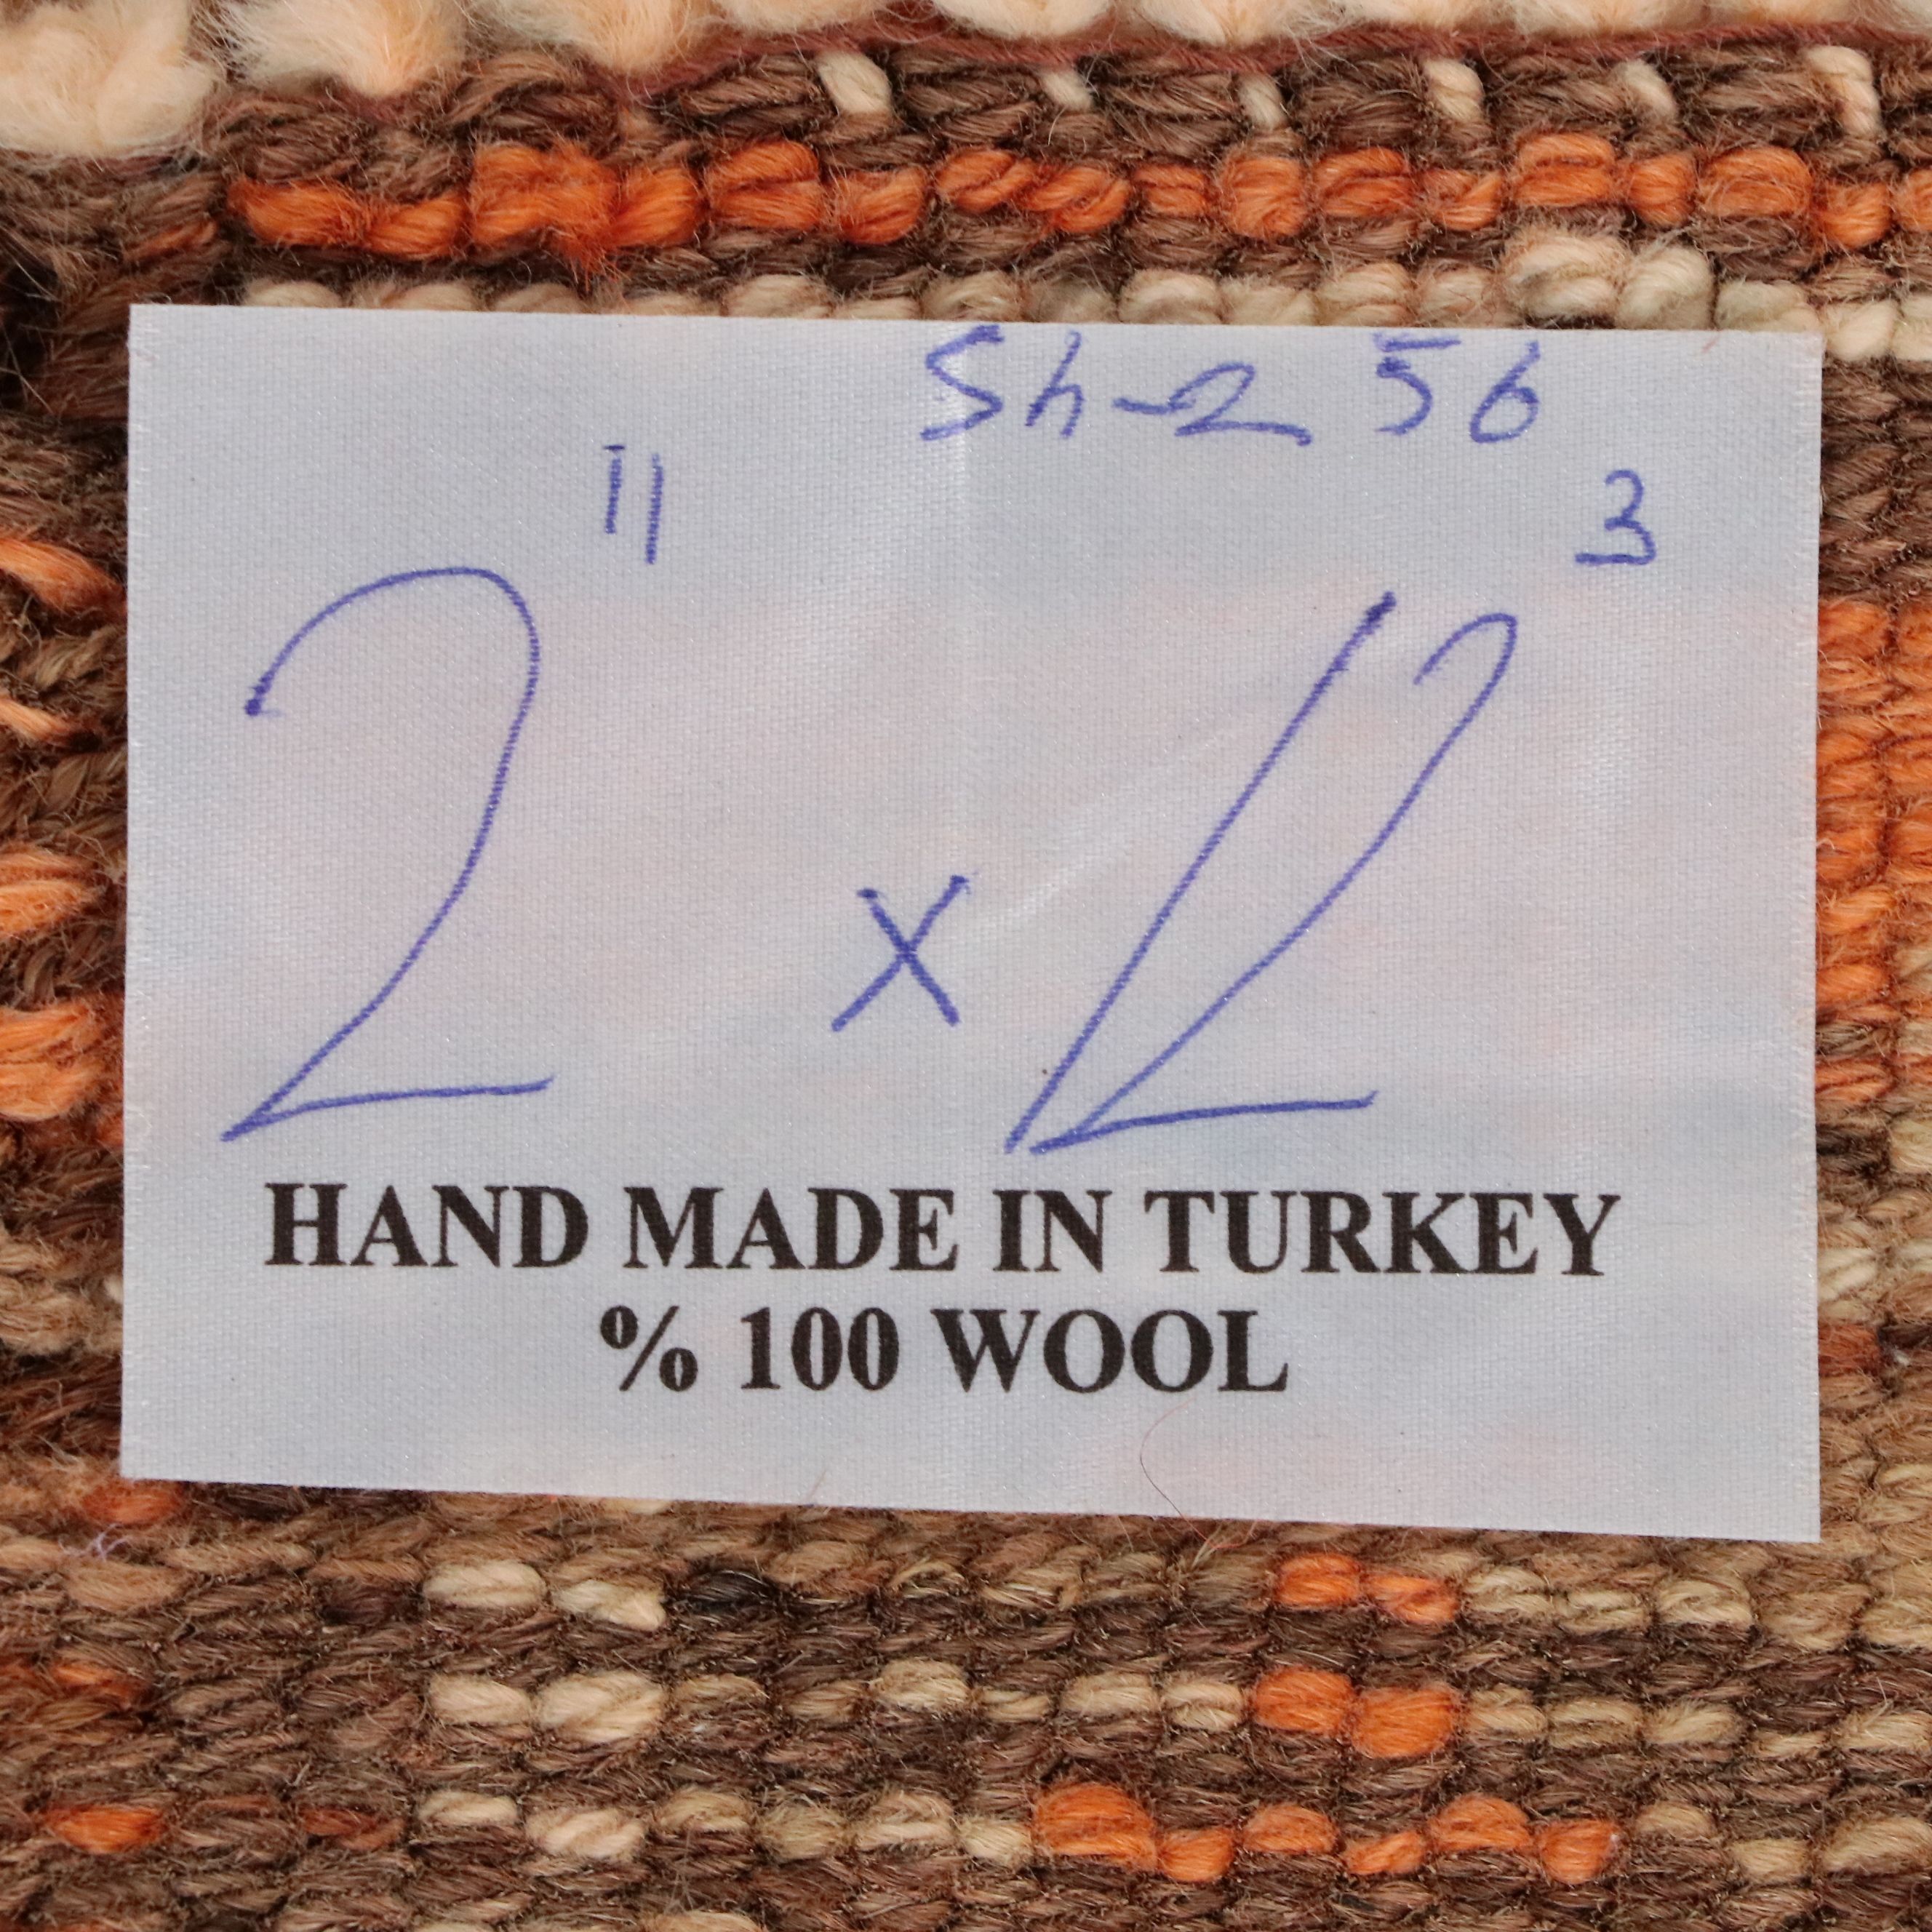 Sh-256
2 11 x 12 3
HAND MADE IN TURKEY
% 100 WOOL